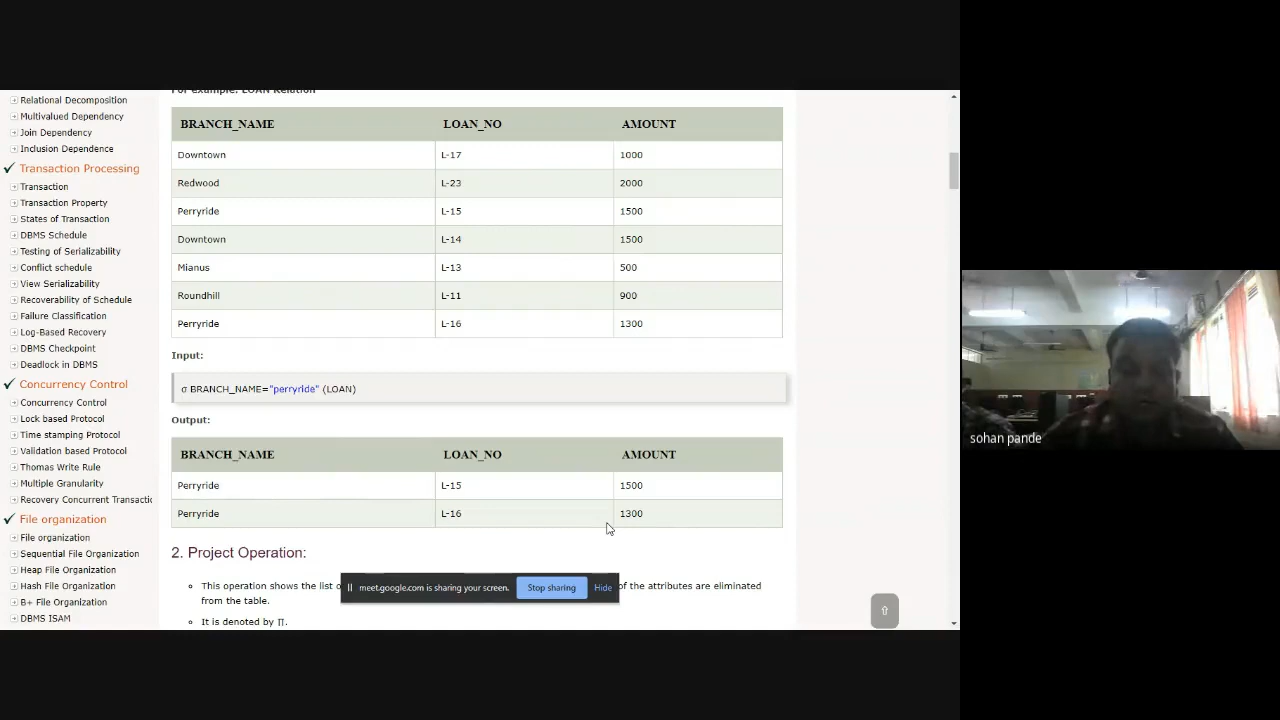 Relational Decomposition
Multivalued Dependency
Join Dependency
Inclusion Dependence
Transaction Processing
Transaction
Transaction Property
States of Transaction
DBMS Schedule
Testing of Serializability
Conflict schedule
View Serializability
Recoverability of Schedule
Failure Classification
Log-Based Recovery
DBMS Checkpoint
Deadlock in DBMS
Concurrency Control
Concurrency Control
Lock based Protocol
Time stamping Protocol
Validation based Protocol
Thomas Write Rule
Multiple Granularity
Recovery Concurrent Transactic
File organization
File organization
Sequential File Organization
Heap File Organization
Hash File Organization
B+ File Organization
DBMS ISAM
For example: LOAN Relation
BRANCH_NAME LOAN_NO AMOUNT
Downtown L-17 1000
Redwood L-23 2000
Perryride L-15 1500
Downtown L-14 1500
Mianus L-13 500
Roundhill L-11 900
Perryride L-16 1300
Input:
σ BRANCH_NAME="perryride" (LOAN)
Output:
BRANCH_NAME LOAN_NO AMOUNT
Perryride L-15 1500
Perryride L-16 1300
2. Project Operation:
This operation shows the list of the attributes are eliminated
from the table.
It is denoted by ∏.
meet.google.com is sharing your screen. Stop sharing Hide
sohan pande